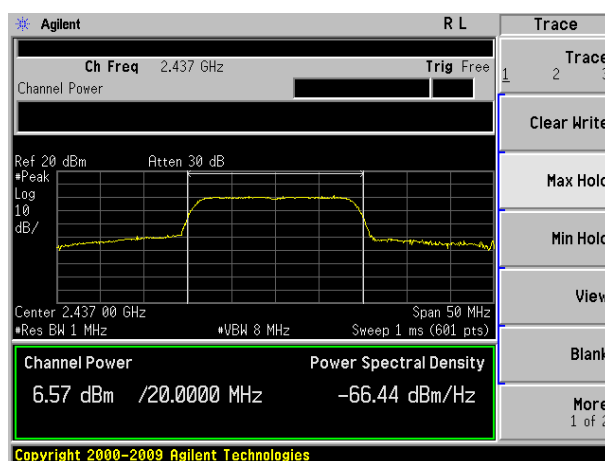 Agilent R L Trace
Ch Freq 2.437 GHz Trig Free
Channel Power
Trace
1 2 3
Clear Write
Max Hold
Min Hold
View
Blank
More
1 of 2
Ref 20 dBm Atten 30 dB
#Peak
Log
10
dB/
Center 2.437 00 GHz Span 50 MHz
#Res BW 1 MHz #VBW 8 MHz Sweep 1 ms (601 pts)
Channel Power Power Spectral Density
6.57 dBm /20.0000 MHz -66.44 dBm/Hz
Copyright 2000-2009 Agilent Technologies